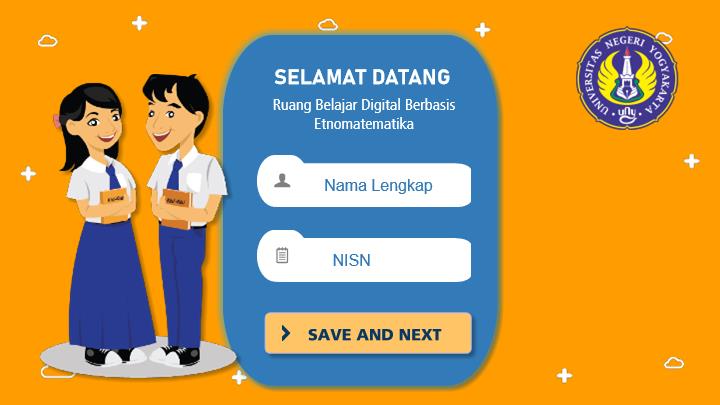 SELAMAT DATANG
Ruang Belajar Digital Berbasis
Etnomatematika
Nama Lengkap
NISN
SAVE AND NEXT
UNIVERSITAS NEGERI YOGYAKARTA